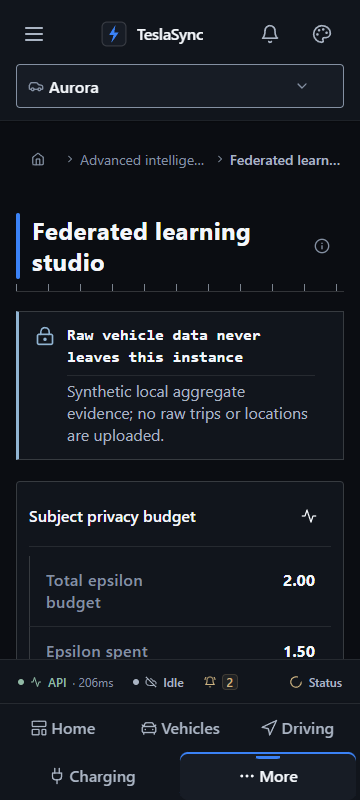 TeslaSync
Aurora
Advanced intellige... Federated learn...
Federated learning
studio
Raw vehicle data never
leaves this instance
Synthetic local aggregate
evidence; no raw trips or locations
are uploaded.
Subject privacy budget
Total epsilon 2.00
budget
Epsilon spent 1.50
API · 206ms Idle 2 Status
Home Vehicles Driving
Charging More